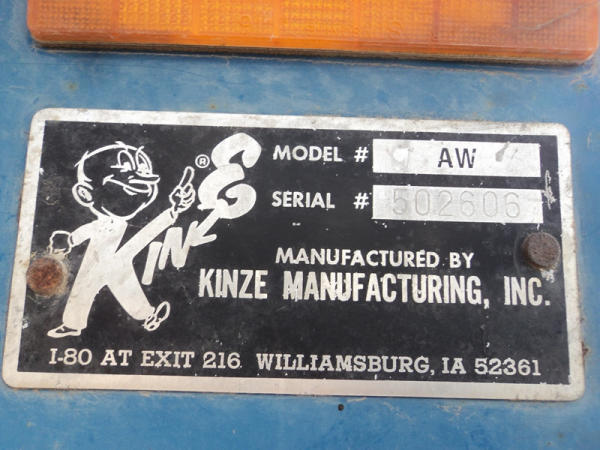 KINZE ®
MODEL # AW
SERIAL # 502606
MANUFACTURED BY
KINZE MANUFACTURING, INC.
I-80 AT EXIT 216 WILLIAMSBURG, IA 52361